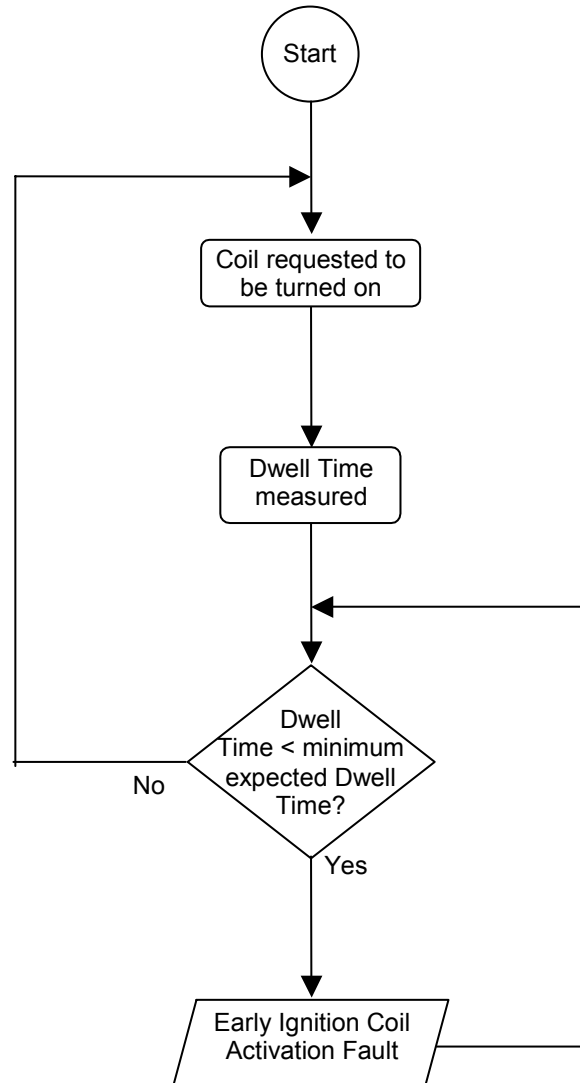 Start
Coil requested to
be turned on
Dwell Time
measured
Dwell
Time < minimum
expected Dwell
Time?
No
Yes
Early Ignition Coil
Activation Fault